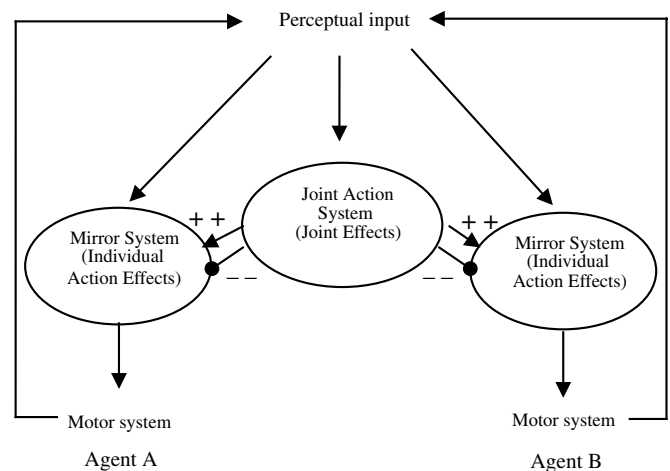 Perceptual input
Joint Action
System
(Joint Effects)
+ +
+ +
Mirror System
(Individual
Action Effects)
Mirror System
(Individual
Action Effects)
– –
– –
Motor system
Motor system
Agent A
Agent B